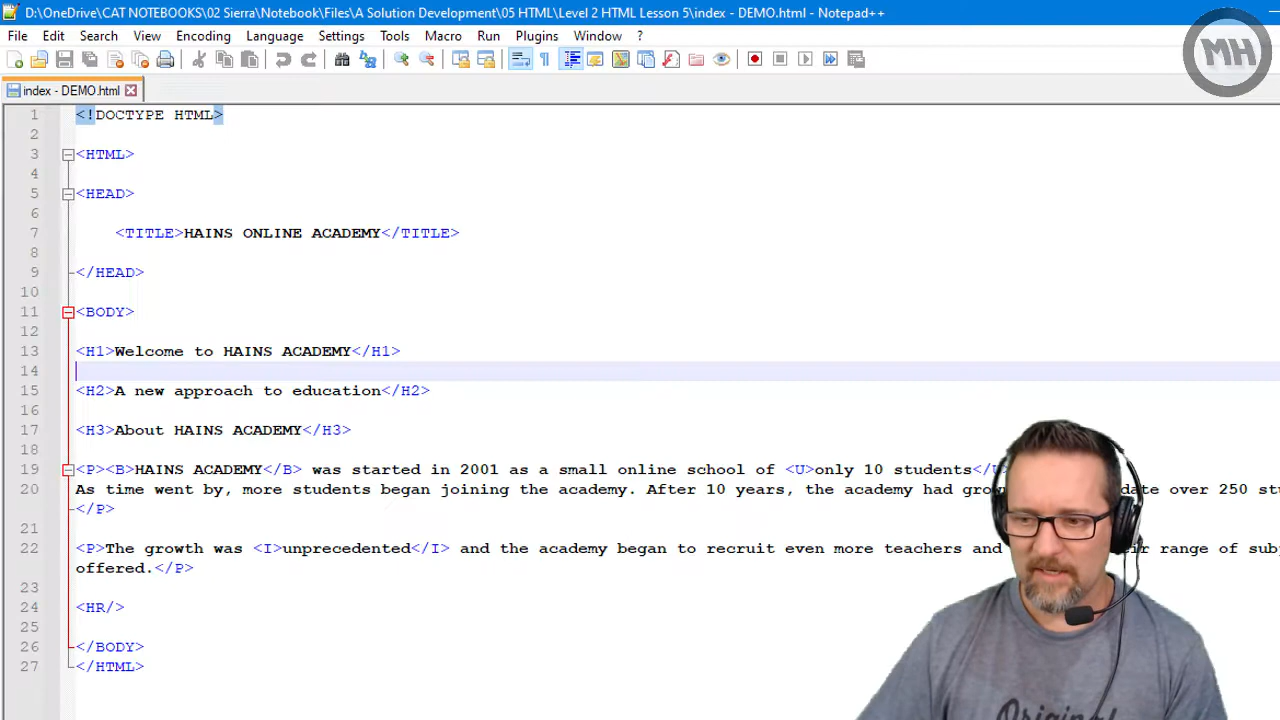 D:\OneDrive\CAT NOTEBOOKS\02 Sierra\Notebook\Files\A Solution Development\05 HTML\Level 2 HTML Lesson 5\index - DEMO.html - Notepad++
File Edit Search View Encoding Language Settings Tools Macro Run Plugins Window ?
MH
index - DEMO.html
1 <!DOCTYPE HTML>
2
3 <HTML>
4
5 <HEAD>
6
7 <TITLE>HAINS ONLINE ACADEMY</TITLE>
8
9 </HEAD>
10
11 <BODY>
12
13 <H1>Welcome to HAINS ACADEMY</H1>
14
15 <H2>A new approach to education</H2>
16
17 <H3>About HAINS ACADEMY</H3>
18
19 <P><B>HAINS ACADEMY</B> was started in 2001 as a small online school of <U>only 10 students</U
20 As time went by, more students began joining the academy. After 10 years, the academy had over 250
</P>
21
22 <P>The growth was <I>unprecedented</I> and the academy began to recruit even more teachers and range of
offered.</P>
23
24 <HR/>
25
26 </BODY>
27 </HTML>
Original